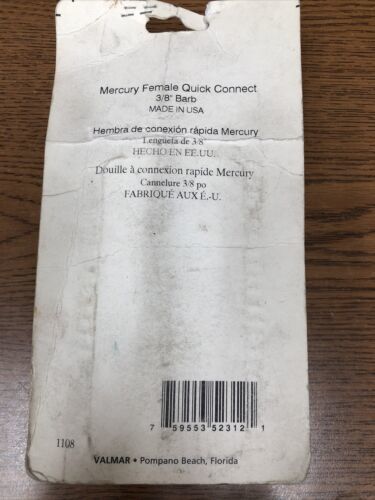 Mercury Female Quick Connect
3/8" Barb
MADE IN USA
Hembra de conexión rápida Mercury
Lengueta de 3/8"
HECHO EN EE.UU.
Douille à connexion rapide Mercury
Cannelure 3/8 po
FABRIQUÉ AUX É.-U.
7 59553 52312 1
1108
VALMAR • Pompano Beach, Florida